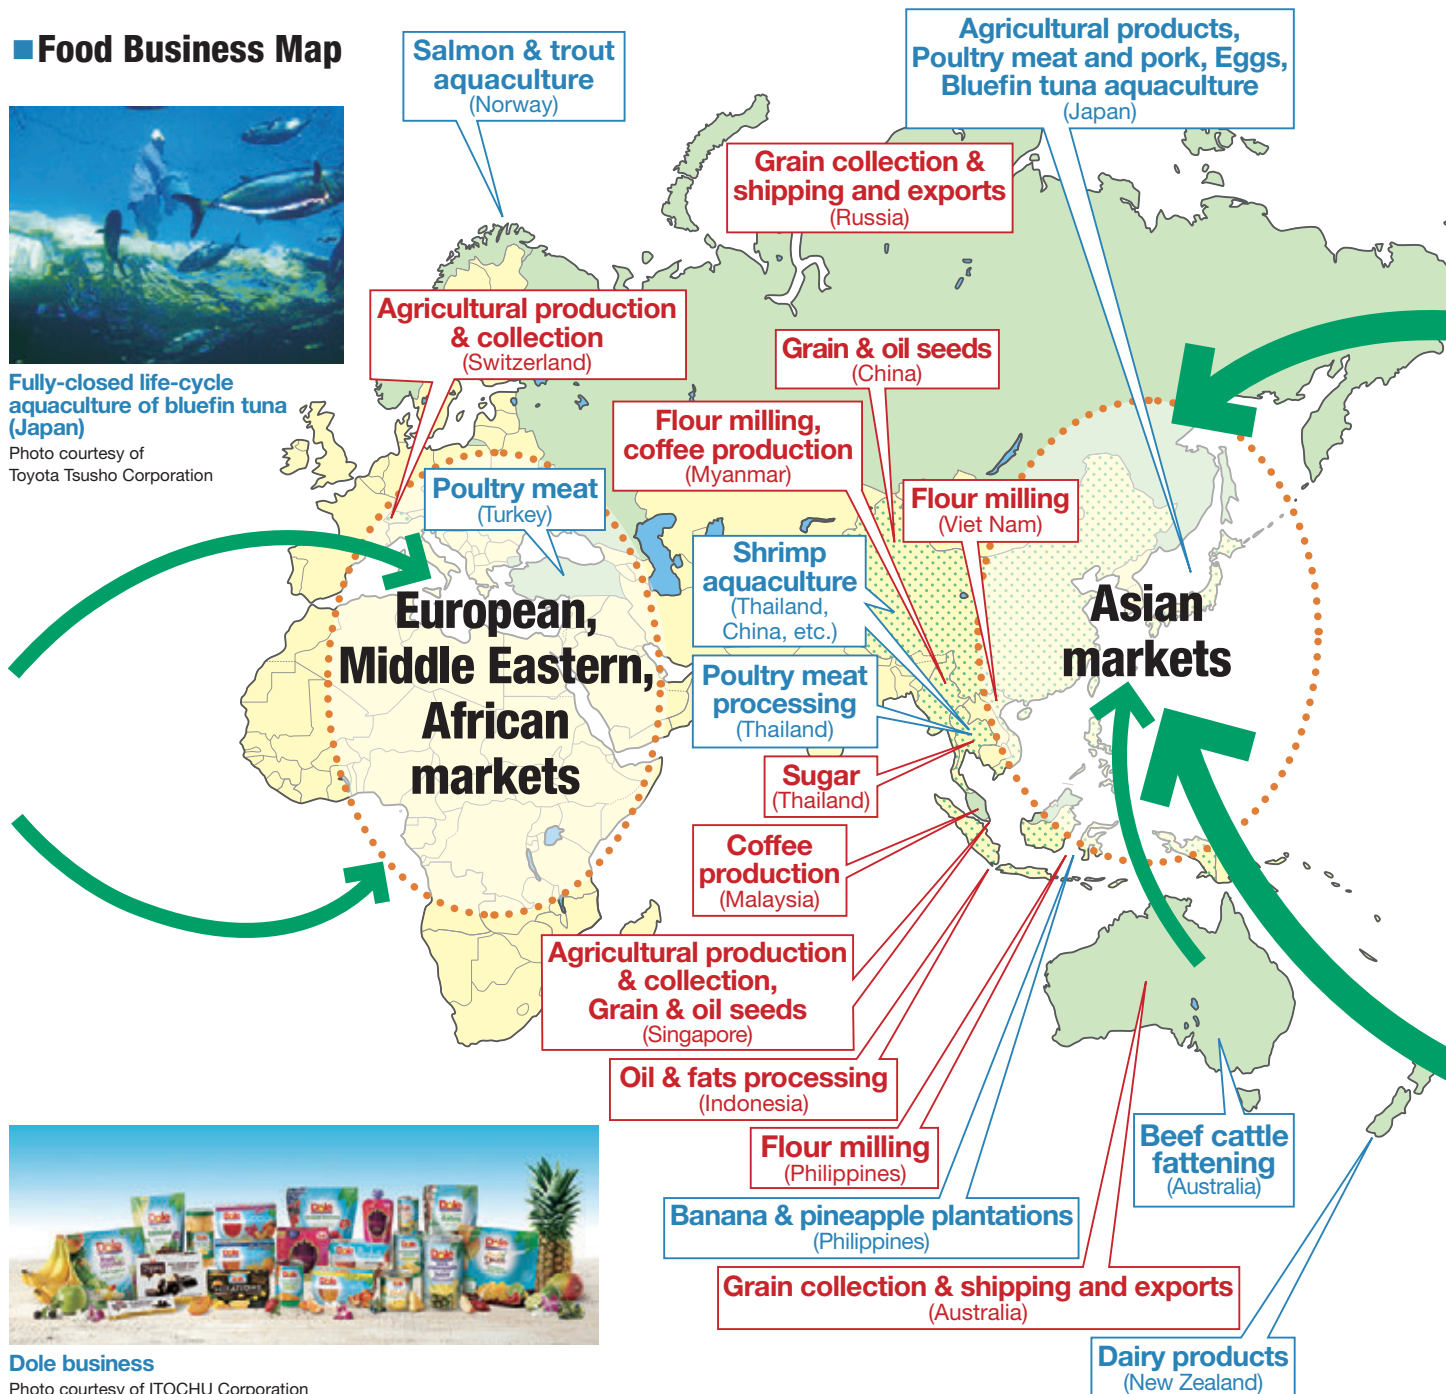 ■Food Business Map
Salmon & trout
aquaculture
(Norway)
Agricultural products,
Poultry meat and pork, Eggs,
Bluefin tuna aquaculture
(Japan)
Grain collection &
shipping and exports
(Russia)
Fully-closed life-cycle
aquaculture of bluefin tuna
(Japan)
Photo courtesy of
Toyota Tsusho Corporation
Agricultural production
& collection
(Switzerland)
Grain & oil seeds
(China)
Flour milling,
coffee production
(Myanmar)
Poultry meat
(Turkey)
Flour milling
(Viet Nam)
Shrimp
aquaculture
(Thailand,
China, etc.)
European,
Middle Eastern,
African
markets
Asian
markets
Poultry meat
processing
(Thailand)
Sugar
(Thailand)
Coffee
production
(Malaysia)
Agricultural production
& collection,
Grain & oil seeds
(Singapore)
Oil & fats processing
(Indonesia)
Flour milling
(Philippines)
Beef cattle
fattening
(Australia)
Banana & pineapple plantations
(Philippines)
Grain collection & shipping and exports
(Australia)
Dairy products
(New Zealand)
Dole
Dole
Dole
Dole
Dole
Dole
Dole business
Photo courtesy of ITOCHU Corporation